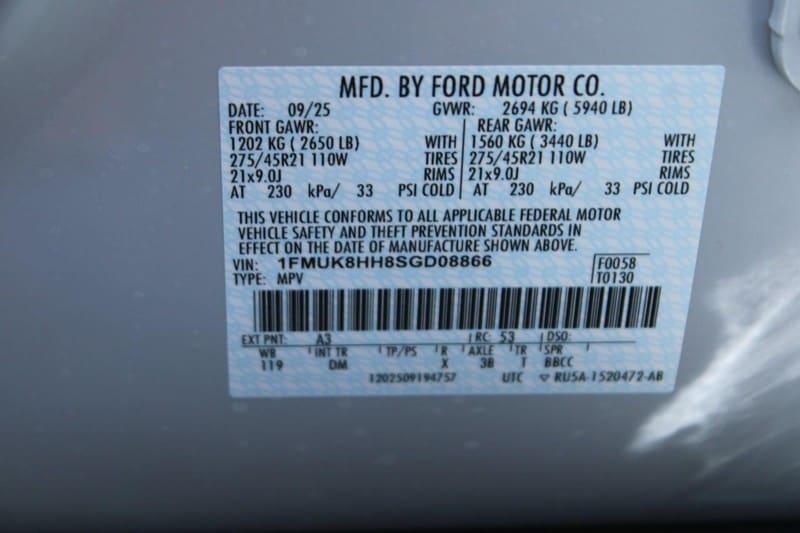 MFD. BY FORD MOTOR CO.
DATE: 09/25 GVWR: 2694 KG ( 5940 LB)
FRONT GAWR: REAR GAWR:
1202 KG ( 2650 LB) WITH 1560 KG ( 3440 LB) WITH
275/45R21 110W TIRES 275/45R21 110W TIRES
21x9.0J RIMS 21x9.0J RIMS
AT 230 kPa/ 33 PSI COLD AT 230 kPa/ 33 PSI COLD
THIS VEHICLE CONFORMS TO ALL APPLICABLE FEDERAL MOTOR
VEHICLE SAFETY AND THEFT PREVENTION STANDARDS IN
EFFECT ON THE DATE OF MANUFACTURE SHOWN ABOVE.
VIN: 1FMUK8HH8SGD08866 F0058
TYPE: MPV T0130
EXT PNT: A3 RC: 53 DSO:
WB INT TR TP/PS R AXLE TR SPR
119 DM X 3B T BBCC
1202509194757 UTC ▽ RU5A-1520472-AB